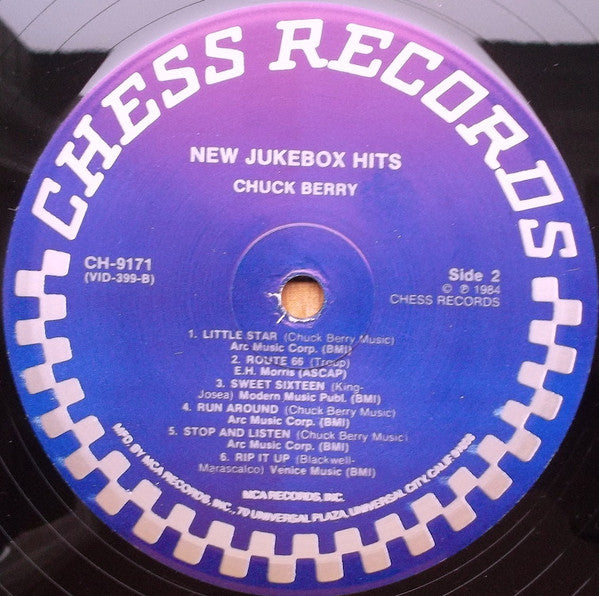 CHESS RECORDS
NEW JUKEBOX HITS
CHUCK BERRY
CH-9171
(VID-399-B)
Side 2
© ℗ 1984
CHESS RECORDS
1. LITTLE STAR (Chuck Berry Music)
Arc Music Corp. (BMI)
2. ROUTE 66 (Troup)
E.H. Morris (ASCAP)
3. SWEET SIXTEEN (King-
Josea) Modern Music Publ. (BMI)
4. RUN AROUND (Chuck Berry Music)
Arc Music Corp. (BMI)
5. STOP AND LISTEN (Chuck Berry Music)
Arc Music Corp. (BMI)
6. RIP IT UP (Blackwell-
Marascalco) Venice Music (BMI)
MCA RECORDS, INC.
MFD. BY MCA RECORDS, INC., 70 UNIVERSAL PLAZA, UNIVERSAL CITY, CALIF.